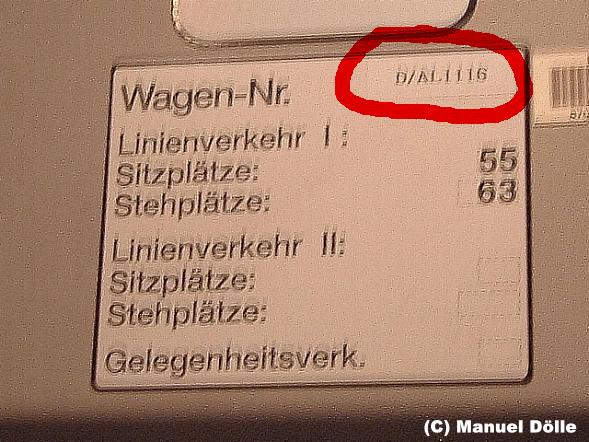 Wagen-Nr. D/AL1116
Linienverkehr I:
Sitzplätze: 55
Stehplätze: 63
Linienverkehr II:
Sitzplätze:
Stehplätze:
Gelegenheitsverk.
(C) Manuel Dölle